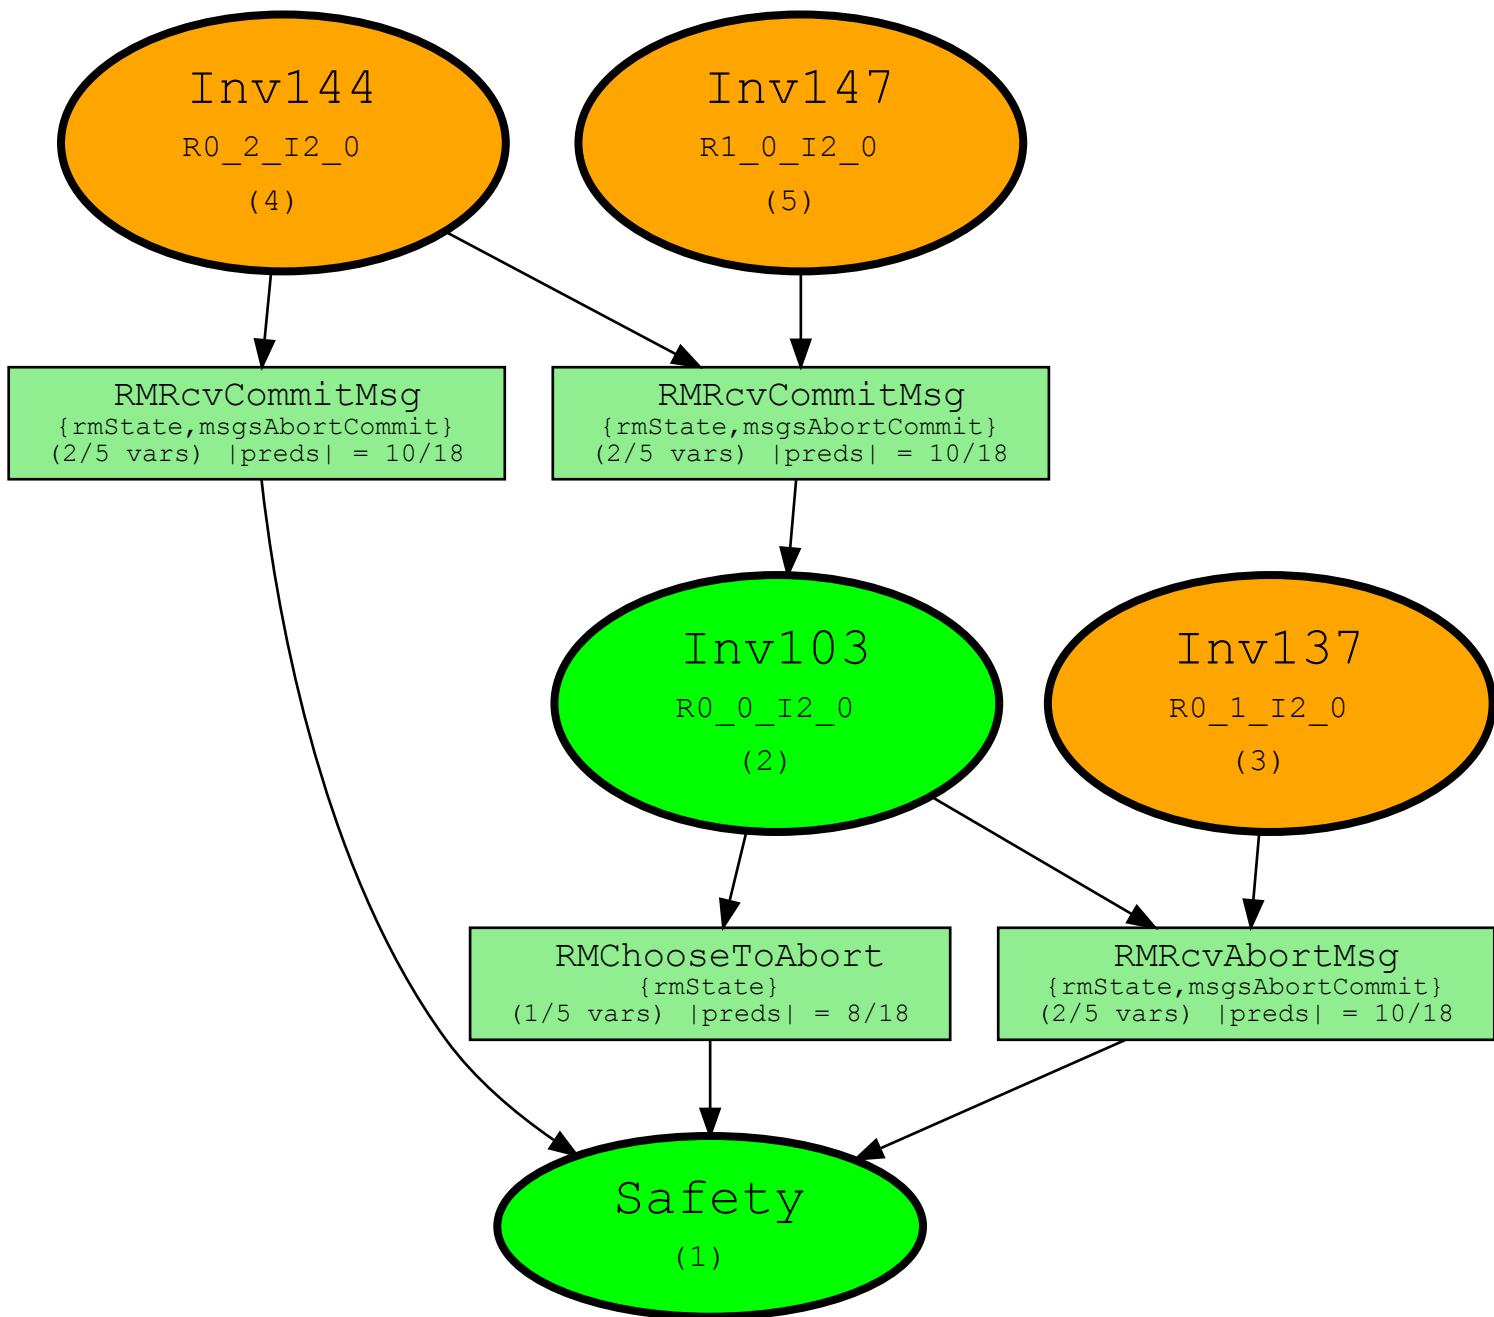 Inv144
R0_2_I2_0
(4)
Inv147
R1_0_I2_0
(5)
RMRcvCommitMsg
{rmState,msgsAbortCommit}
(2/5 vars) |preds| = 10/18
RMRcvCommitMsg
{rmState,msgsAbortCommit}
(2/5 vars) |preds| = 10/18
Inv103
R0_0_I2_0
(2)
Inv137
R0_1_I2_0
(3)
RMChooseToAbort
{rmState}
(1/5 vars) |preds| = 8/18
RMRcvAbortMsg
{rmState,msgsAbortCommit}
(2/5 vars) |preds| = 10/18
Safety
(1)